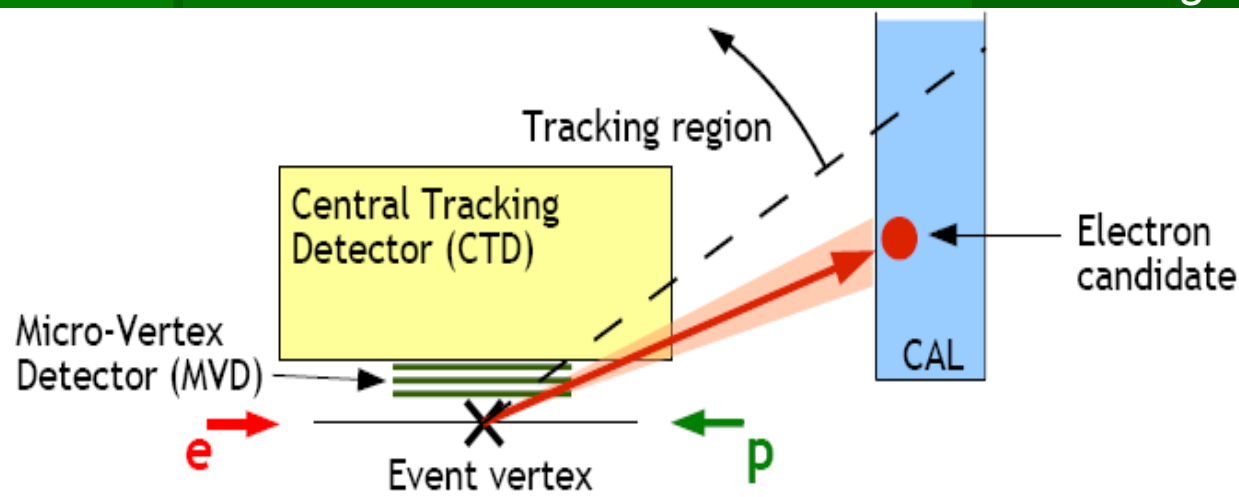 Tracking region
Central Tracking
Detector (CTD)
Electron
candidate
Micro-Vertex
Detector (MVD)
CAL
e
p
Event vertex